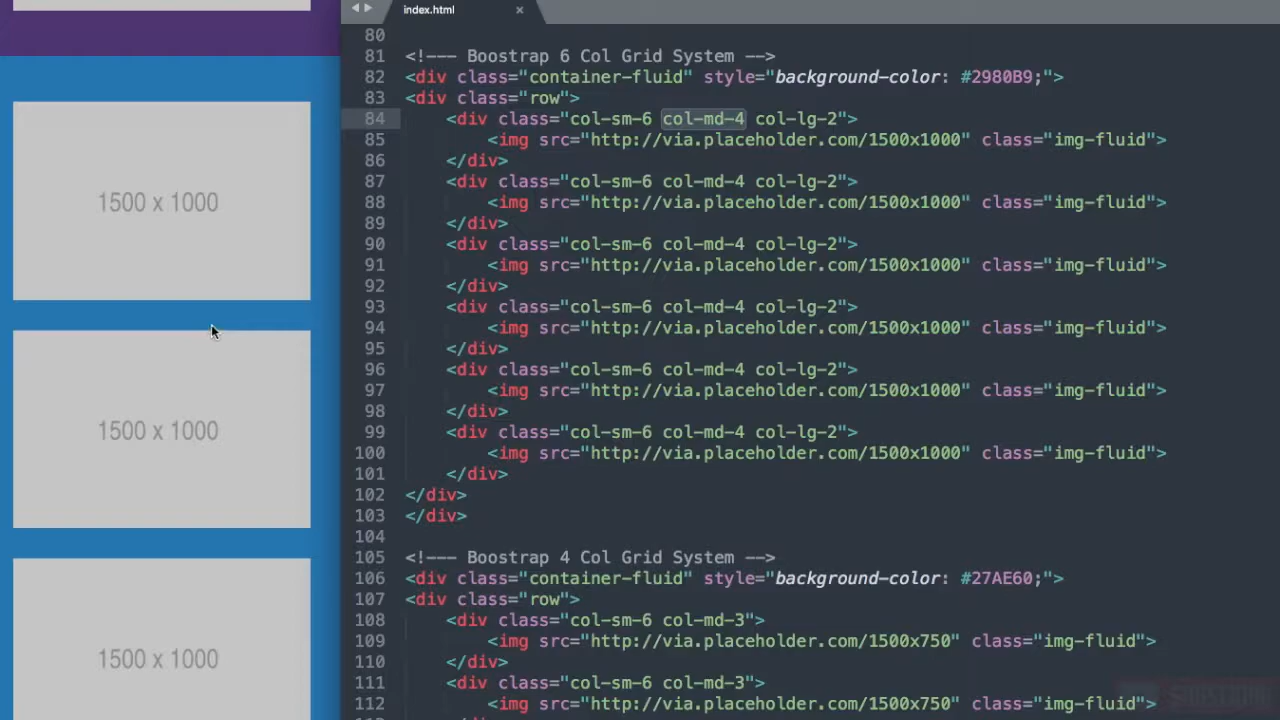 index.html ×
80
81 <!--- Boostrap 6 Col Grid System -->
82 <div class="container-fluid" style="background-color: #2980B9;">
83 <div class="row">
84 <div class="col-sm-6 col-md-4 col-lg-2">
85 <img src="http://via.placeholder.com/1500x1000" class="img-fluid">
86 </div>
87 <div class="col-sm-6 col-md-4 col-lg-2">
88 <img src="http://via.placeholder.com/1500x1000" class="img-fluid">
89 </div>
90 <div class="col-sm-6 col-md-4 col-lg-2">
91 <img src="http://via.placeholder.com/1500x1000" class="img-fluid">
92 </div>
93 <div class="col-sm-6 col-md-4 col-lg-2">
94 <img src="http://via.placeholder.com/1500x1000" class="img-fluid">
95 </div>
96 <div class="col-sm-6 col-md-4 col-lg-2">
97 <img src="http://via.placeholder.com/1500x1000" class="img-fluid">
98 </div>
99 <div class="col-sm-6 col-md-4 col-lg-2">
100 <img src="http://via.placeholder.com/1500x1000" class="img-fluid">
101 </div>
102 </div>
103 </div>
104
105 <!--- Boostrap 4 Col Grid System -->
106 <div class="container-fluid" style="background-color: #27AE60;">
107 <div class="row">
108 <div class="col-sm-6 col-md-3">
109 <img src="http://via.placeholder.com/1500x750" class="img-fluid">
110 </div>
111 <div class="col-sm-6 col-md-3">
112 <img src="http://via.placeholder.com/1500x750" class="img-fluid">
1500 x 1000
1500 x 1000
1500 x 1000